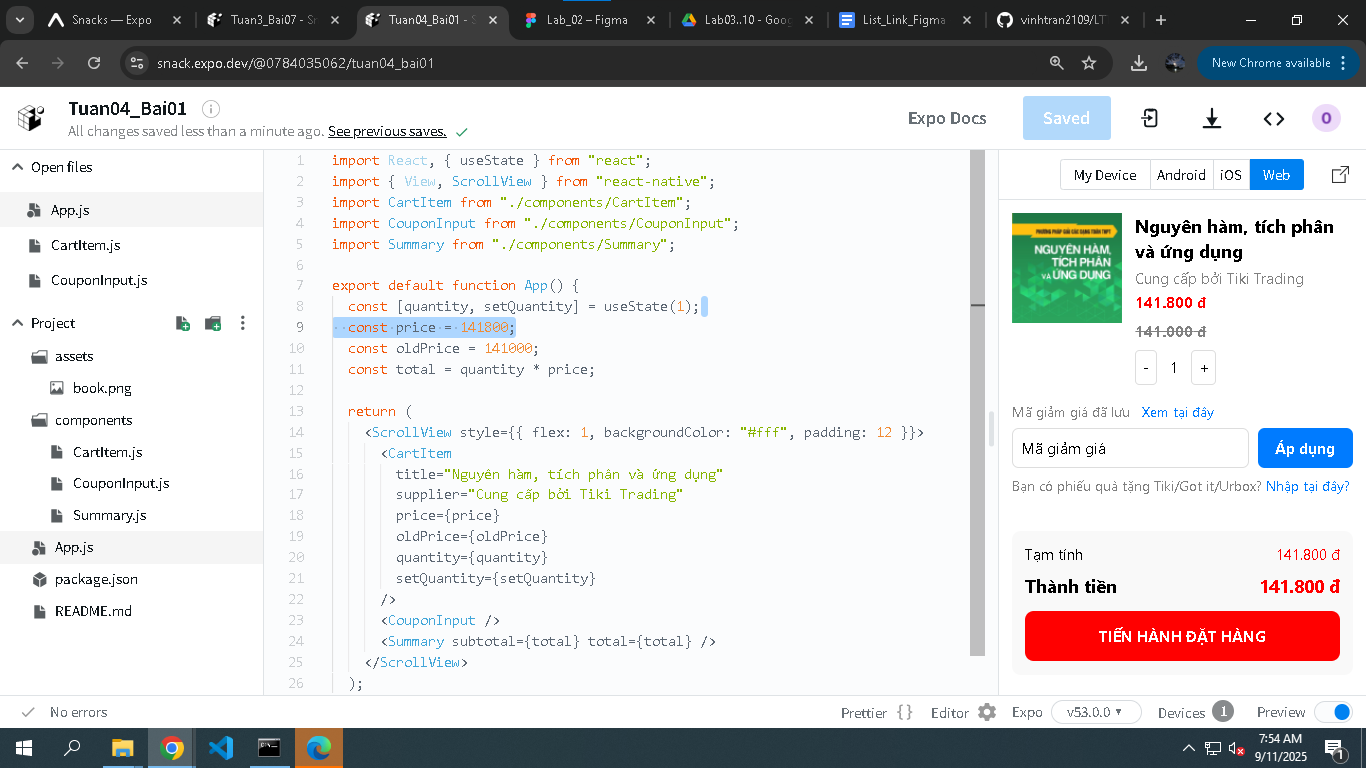 Snacks — Expo
Tuan3_Bai07 - Sn
Tuan04_Bai01 - S
Lab_02 – Figma
Lab03..10 - Goog
List_Link_Figma
vinhtran2109/LT
snack.expo.dev/@0784035062/tuan04_bai01
New Chrome available
Tuan04_Bai01
All changes saved less than a minute ago. See previous saves.
Expo Docs
Saved
O
Open files
App.js
CartItem.js
CouponInput.js
Project
assets
book.png
components
CartItem.js
CouponInput.js
Summary.js
App.js
package.json
README.md
1 import React, { useState } from "react";
2 import { View, ScrollView } from "react-native";
3 import CartItem from "./components/CartItem";
4 import CouponInput from "./components/CouponInput";
5 import Summary from "./components/Summary";
6
7 export default function App() {
8 const [quantity, setQuantity] = useState(1);
9 const price = 141800;
10 const oldPrice = 141000;
11 const total = quantity * price;
12
13 return (
14 <ScrollView style={{ flex: 1, backgroundColor: "#fff", padding: 12 }}>
15 <CartItem
16 title="Nguyên hàm, tích phân và ứng dụng"
17 supplier="Cung cấp bởi Tiki Trading"
18 price={price}
19 oldPrice={oldPrice}
20 quantity={quantity}
21 setQuantity={setQuantity}
22 />
23 <CouponInput />
24 <Summary subtotal={total} total={total} />
25 </ScrollView>
26 );
My Device
Android
iOS
Web
PHƯƠNG PHÁP GIẢI CÁC DẠNG TOÁN THPT
NGUYÊN HÀM,
TÍCH PHÂN
VÀ ỨNG DỤNG
Nguyên hàm, tích phân
và ứng dụng
Cung cấp bởi Tiki Trading
141.800 đ
141.000 đ
- 1 +
Mã giảm giá đã lưu Xem tại đây
Mã giảm giá
Áp dụng
Bạn có phiếu quà tặng Tiki/Got it/Urbox? Nhập tại đây?
Tạm tính 141.800 đ
Thành tiền 141.800 đ
TIẾN HÀNH ĐẶT HÀNG
No errors
Prettier {}
Editor
Expo
v53.0.0
Devices 1
Preview
7:54 AM
9/11/2025
1